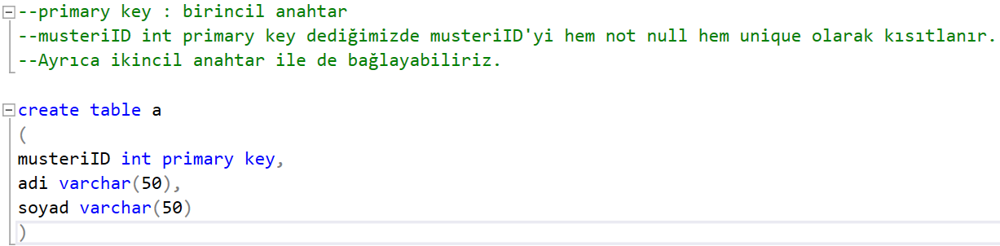 --primary key : birincil anahtar
--musteriID int primary key dediğimizde musteriID'yi hem not null hem unique olarak kısıtlanır.
--Ayrıca ikincil anahtar ile de bağlayabiliriz.
create table a
(
musteriID int primary key,
adi varchar(50),
soyad varchar(50)
)